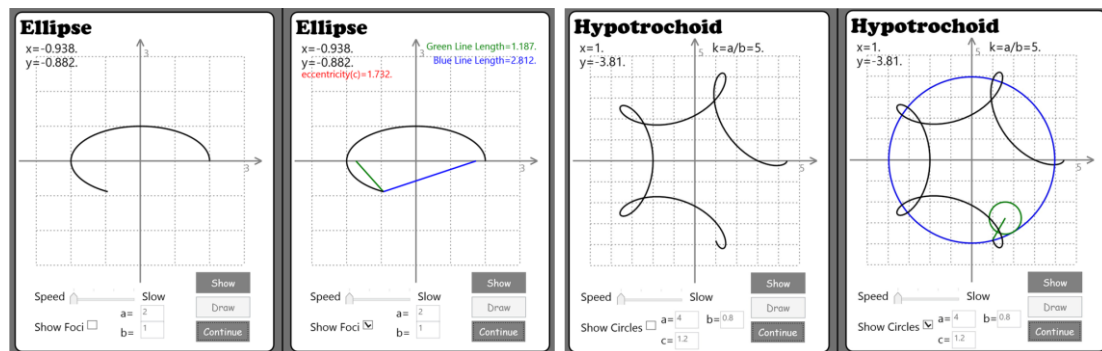 Ellipse
x=-0.938.
y=-0.882.
3
3
Speed
Slow
Show
a= 2
Draw
Show Foci
b= 1
Continue
Ellipse
x=-0.938.
Green Line Length=1.187.
y=-0.882.
Blue Line Length=2.812.
eccentricity(c)=1.732.
3
3
Speed
Slow
Show
a= 2
Draw
Show Foci
b= 1
Continue
Hypotrochoid
x=1.
k=a/b=5.
y=-3.81.
5
5
Speed
Slow
Show
Show Circles
a= 4
b= 0.8
Draw
c= 1.2
Continue
Hypotrochoid
x=1.
k=a/b=5.
y=-3.81.
5
5
Speed
Slow
Show
Show Circles
a= 4
b= 0.8
Draw
c= 1.2
Continue